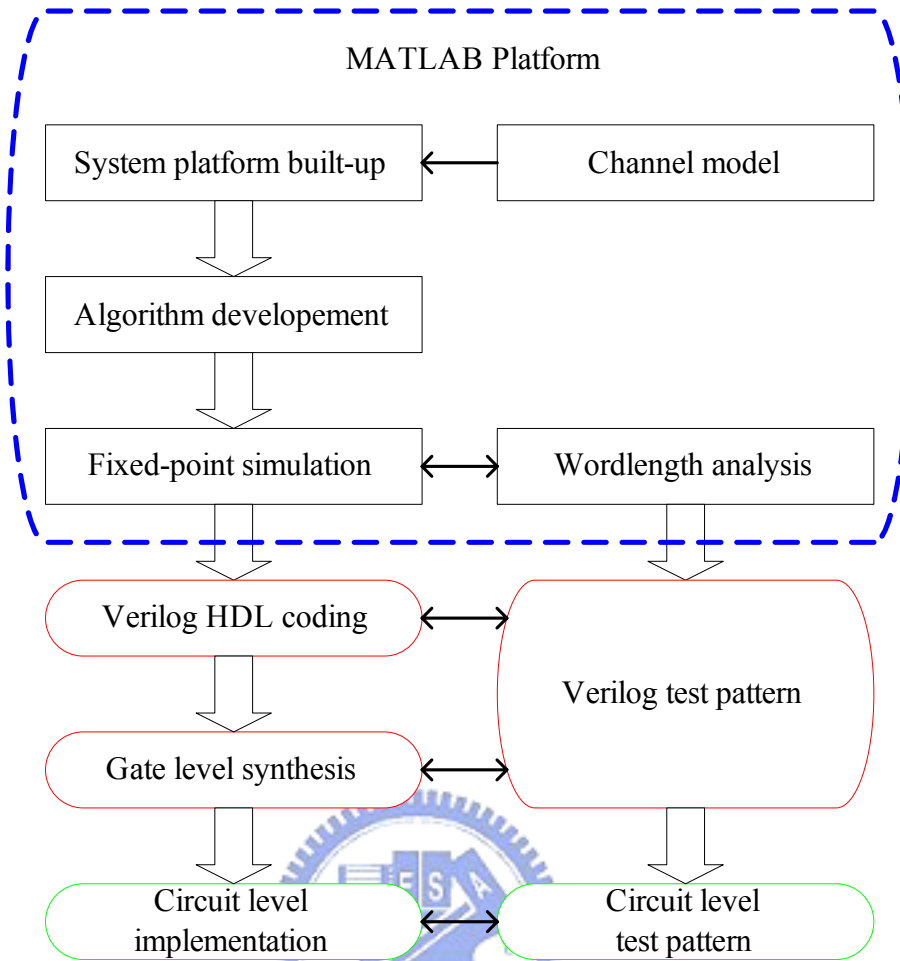 MATLAB Platform
System platform built-up
Channel model
Algorithm developement
Fixed-point simulation
Wordlength analysis
Verilog HDL coding
Verilog test pattern
Gate level synthesis
ESA
Circuit level
implementation
Circuit level
test pattern